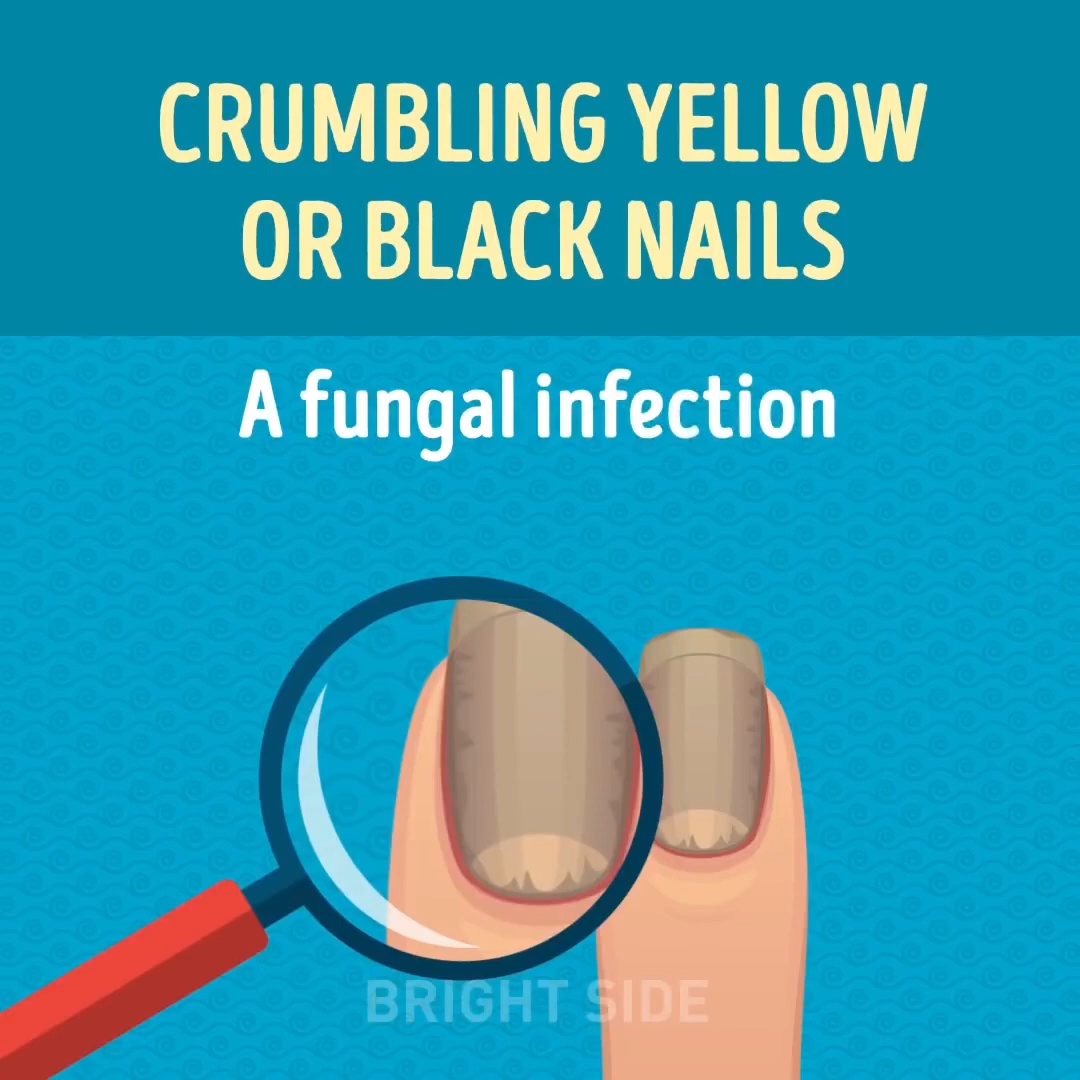 CRUMBLING YELLOW
OR BLACK NAILS
A fungal infection
BRIGHT SIDE